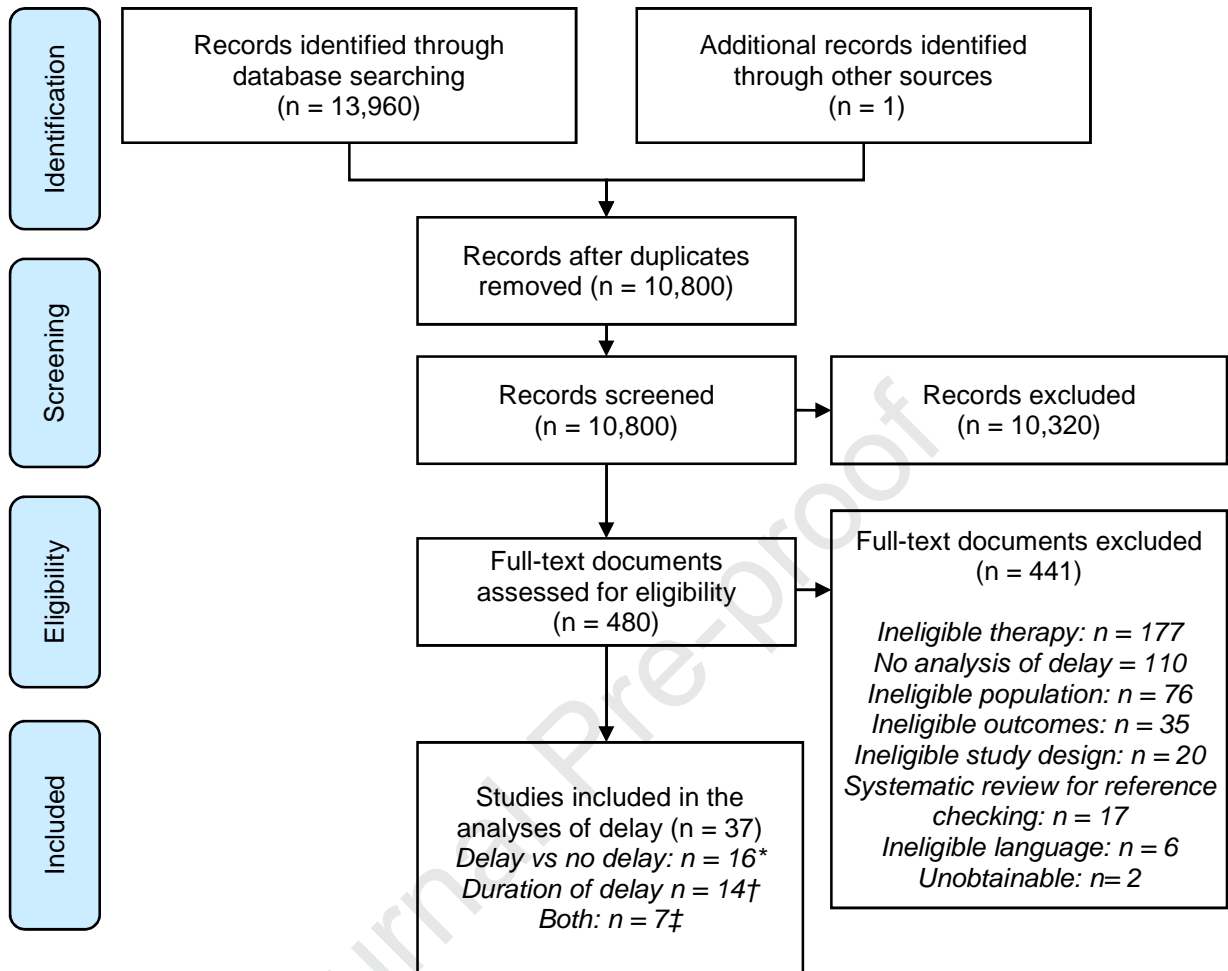 Identification
Records identified through
database searching
(n = 13,960)
Additional records identified
through other sources
(n = 1)
Screening
Records after duplicates
removed (n = 10,800)
Records screened
(n = 10,800)
Records excluded
(n = 10,320)
Eligibility
Full-text documents
assessed for eligibility
(n = 480)
Full-text documents excluded
(n = 441)
Ineligible therapy: n = 177
No analysis of delay = 110
Ineligible population: n = 76
Ineligible outcomes: n = 35
Ineligible study design: n = 20
Systematic review for reference
checking: n = 17
Ineligible language: n = 6
Unobtainable: n= 2
Included
Studies included in the
analyses of delay (n = 37)
Delay vs no delay: n = 16*
Duration of delay n = 14†
Both: n = 7‡
Pre-proof